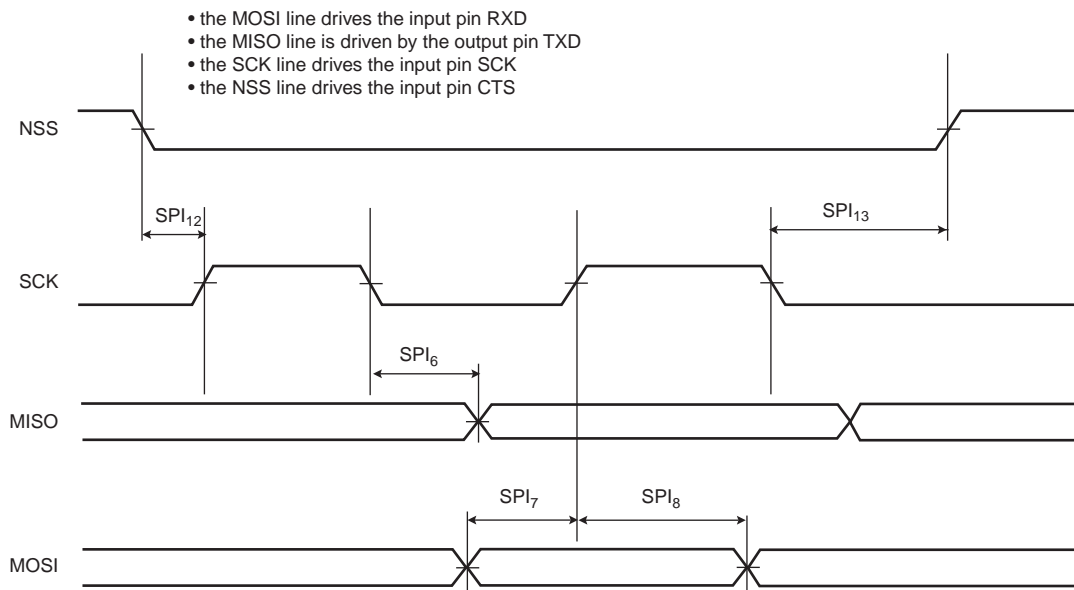 • the MOSI line drives the input pin RXD
• the MISO line is driven by the output pin TXD
• the SCK line drives the input pin SCK
• the NSS line drives the input pin CTS
NSS
SPI12
SPI13
SCK
SPI6
MISO
SPI7
SPI8
MOSI